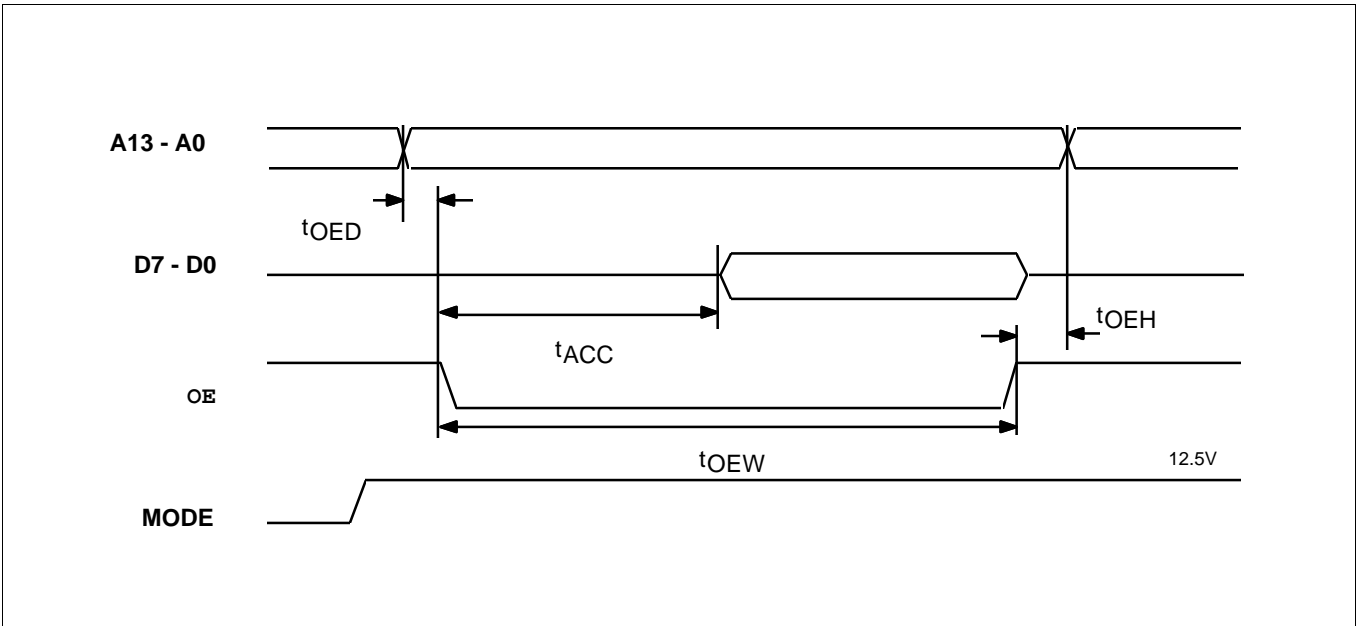 A13 - A0
tOED
D7 - D0
tOEH
tACC
OE
tOEW
12.5V
MODE